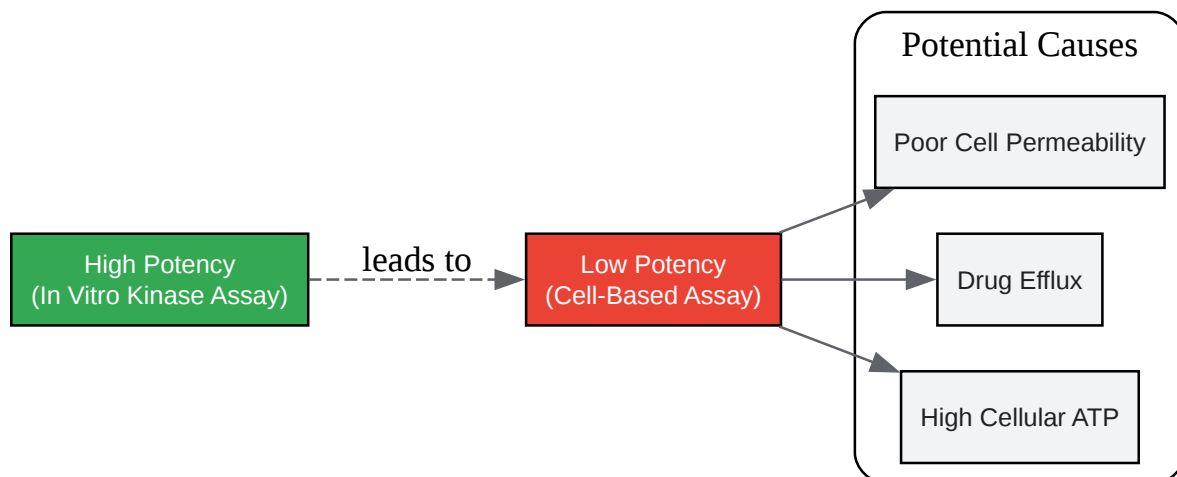 Potential Causes
Poor Cell Permeability
High Potency
(In Vitro Kinase Assay)
leads to
Low Potency
(Cell-Based Assay)
Drug Efflux
High Cellular ATP